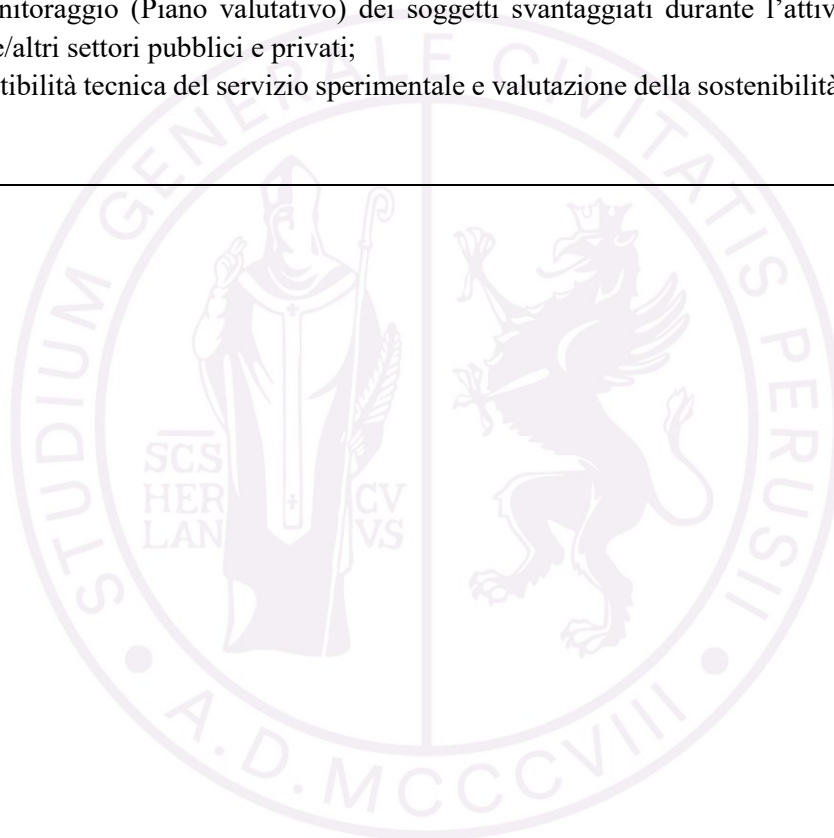 nitoraggio (Piano valutativo) dei soggetti svantaggiati durante l’attiv
e/altri settori pubblici e privati;
tibilità tecnica del servizio sperimentale e valutazione della sostenibilità
STUDIUM GENERALE CIVITATIS PERUSII
SCS
HER
LAN
CV
VS
• A.D. MCCCVIII •